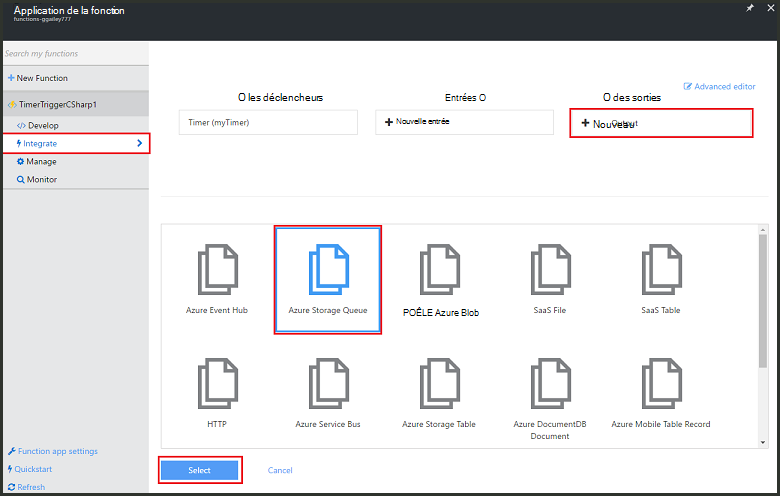 Application de la fonction
functions-ggailey777
Search my functions
New Function
TimerTriggerCSharp1
Develop
Integrate
Manage
Monitor
Function app settings
Quickstart
Refresh
Advanced editor
O les déclencheurs
Entrées O
O des sorties
Timer (myTimer)
Nouvelle entrée
Nouveau Output
Azure Event Hub
Azure Storage Queue
POÊLE Azure Blob
SaaS File
SaaS Table
HTTP
Azure Service Bus
Azure Storage Table
Azure DocumentDB
Document
Azure Mobile Table Record
Select
Cancel